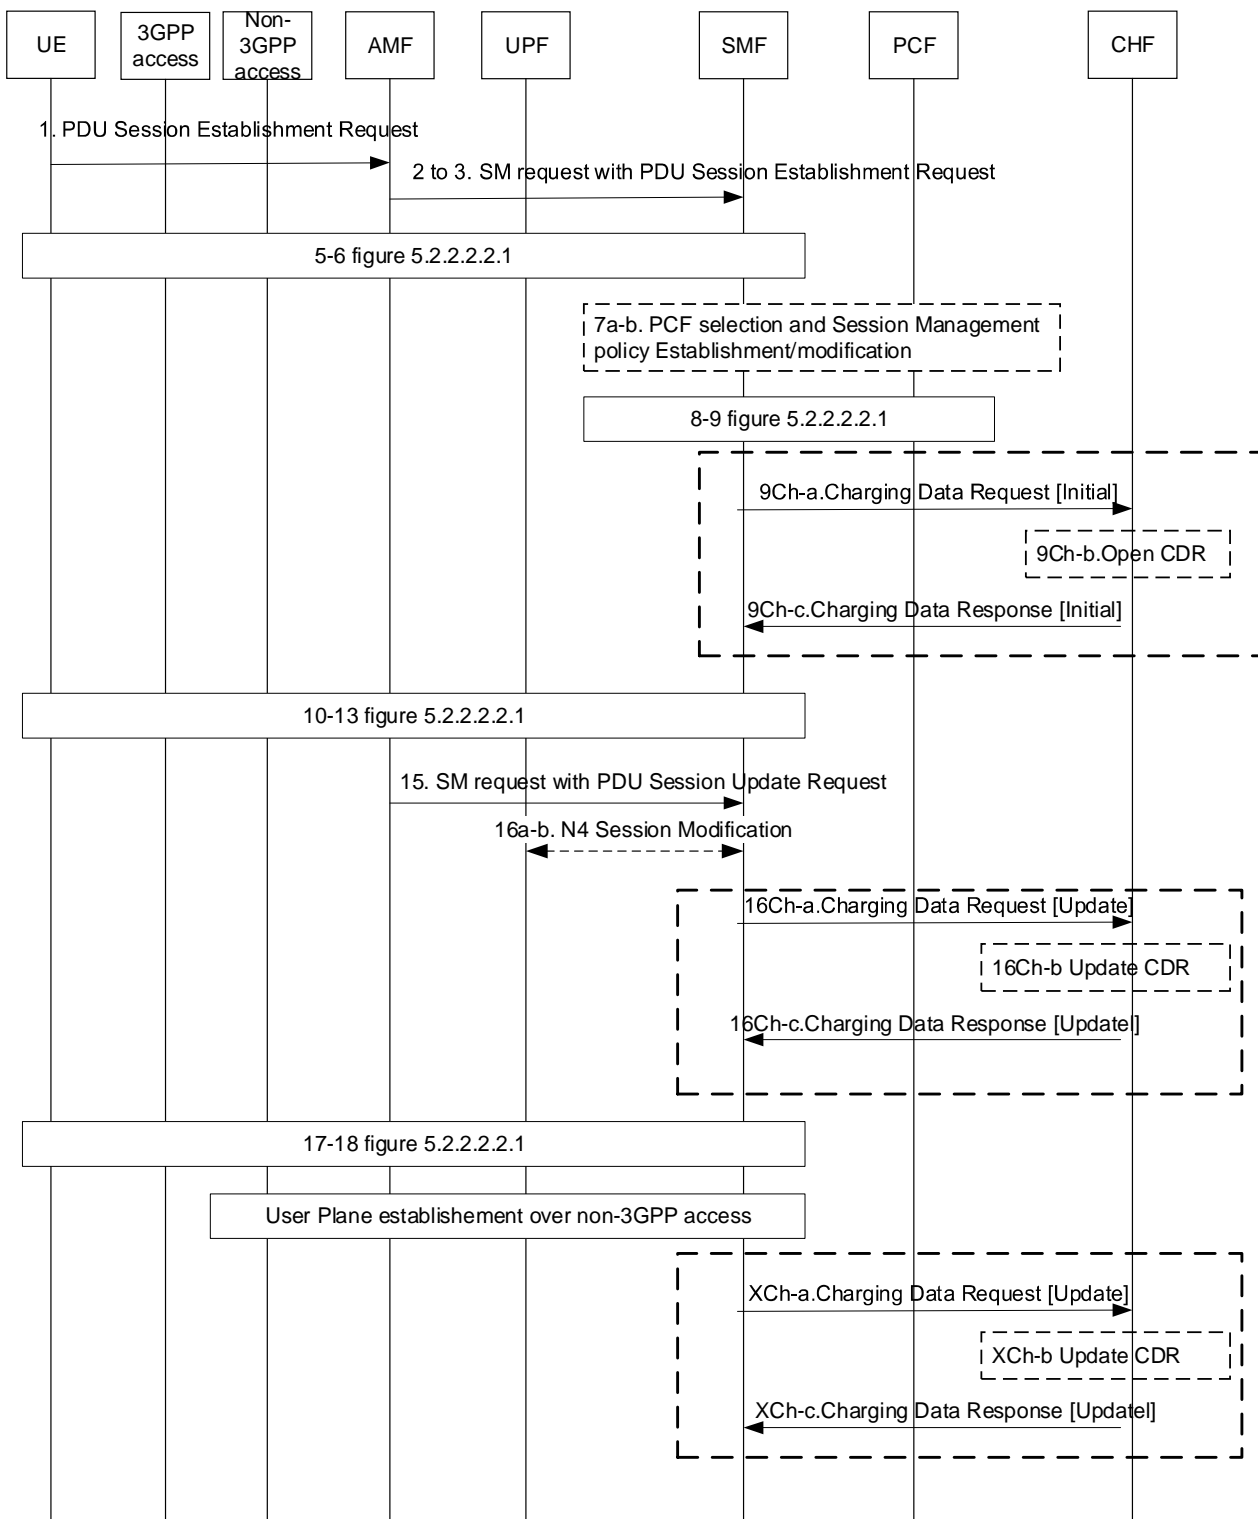 UE
3GPP
access
Non-
3GPP
access
AMF
UPF
SMF
PCF
CHF
1. PDU Session Establishment Request
2 to 3. SM request with PDU Session Establishment Request
5-6 figure 5.2.2.2.2.1
7a-b. PCF selection and Session Management
policy Establishment/modification
8-9 figure 5.2.2.2.2.1
9Ch-a.Charging Data Request [Initial]
9Ch-b.Open CDR
9Ch-c.Charging Data Response [Initial]
10-13 figure 5.2.2.2.2.1
15. SM request with PDU Session Update Request
16a-b. N4 Session Modification
16Ch-a.Charging Data Request [Update]
16Ch-b Update CDR
16Ch-c.Charging Data Response [Updatel]
17-18 figure 5.2.2.2.2.1
User Plane establishement over non-3GPP access
XCh-a.Charging Data Request [Update]
XCh-b Update CDR
XCh-c.Charging Data Response [Updatel]